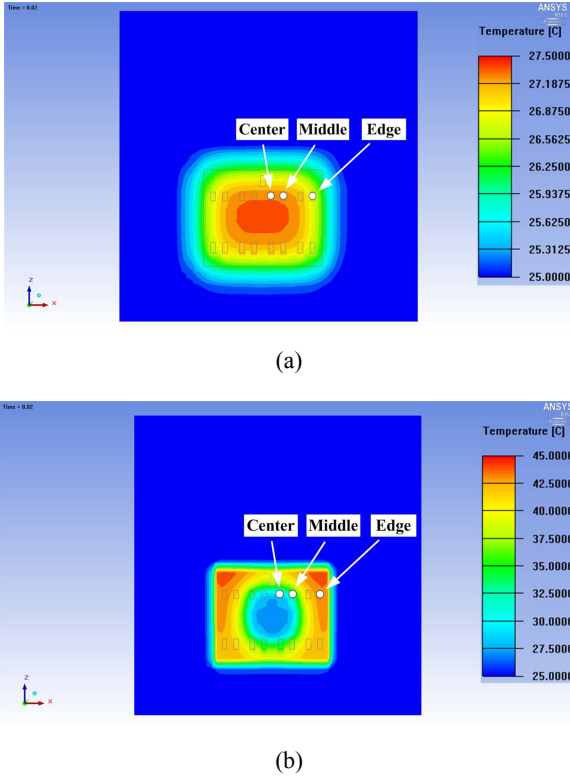 Time = 0.02
ANSYS
Temperature [C]
27.5000
27.1875
26.8750
26.5625
26.2500
25.9375
25.6250
25.3125
25.0000
Center Middle Edge
Z
X
(a)
Time = 0.02
ANSYS
Temperature [C]
45.0000
42.5000
40.0000
37.5000
35.0000
32.5000
30.0000
27.5000
25.0000
Center Middle Edge
Z
X
(b)